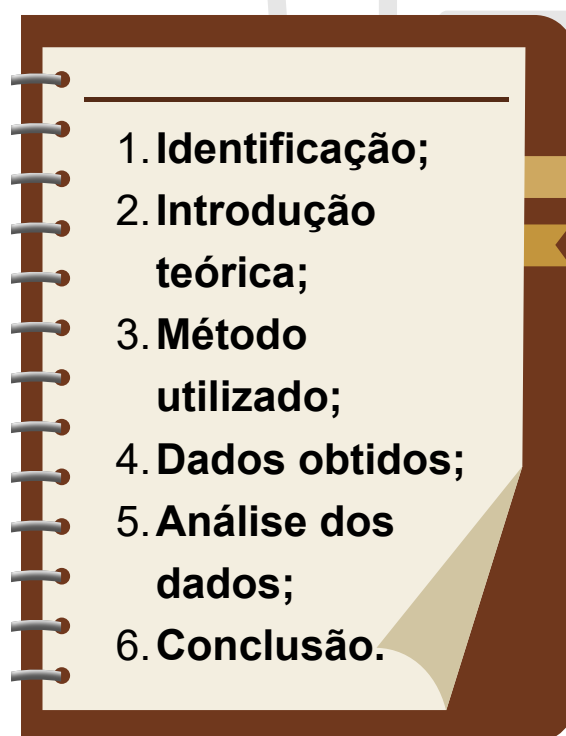 1. Identificação;
2. Introdução
teórica;
3. Método
utilizado;
4. Dados obtidos;
5. Análise dos
dados;
6. Conclusão.